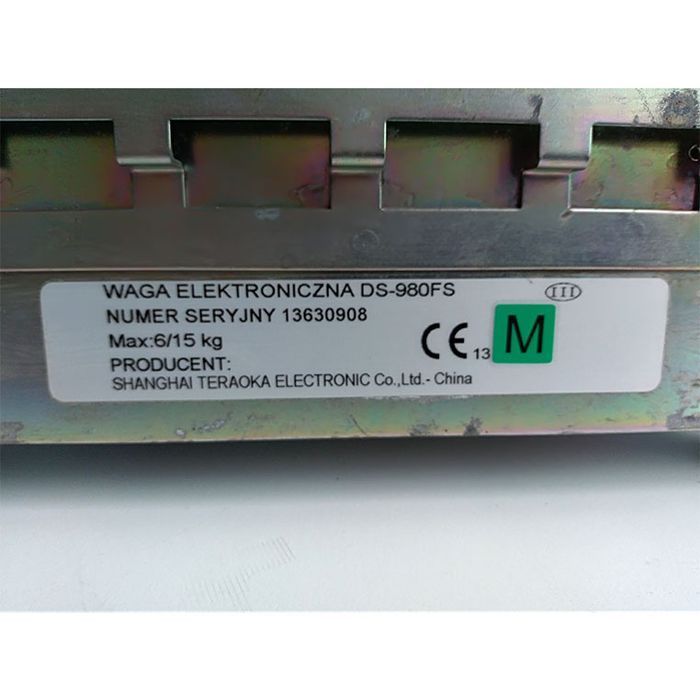 WAGA ELEKTRONICZNA DS-980FS
III
NUMER SERYJNY 13630908
Max:6/15 kg
CE 13 M
PRODUCENT:
SHANGHAI TERAOKA ELECTRONIC Co.,Ltd.- China